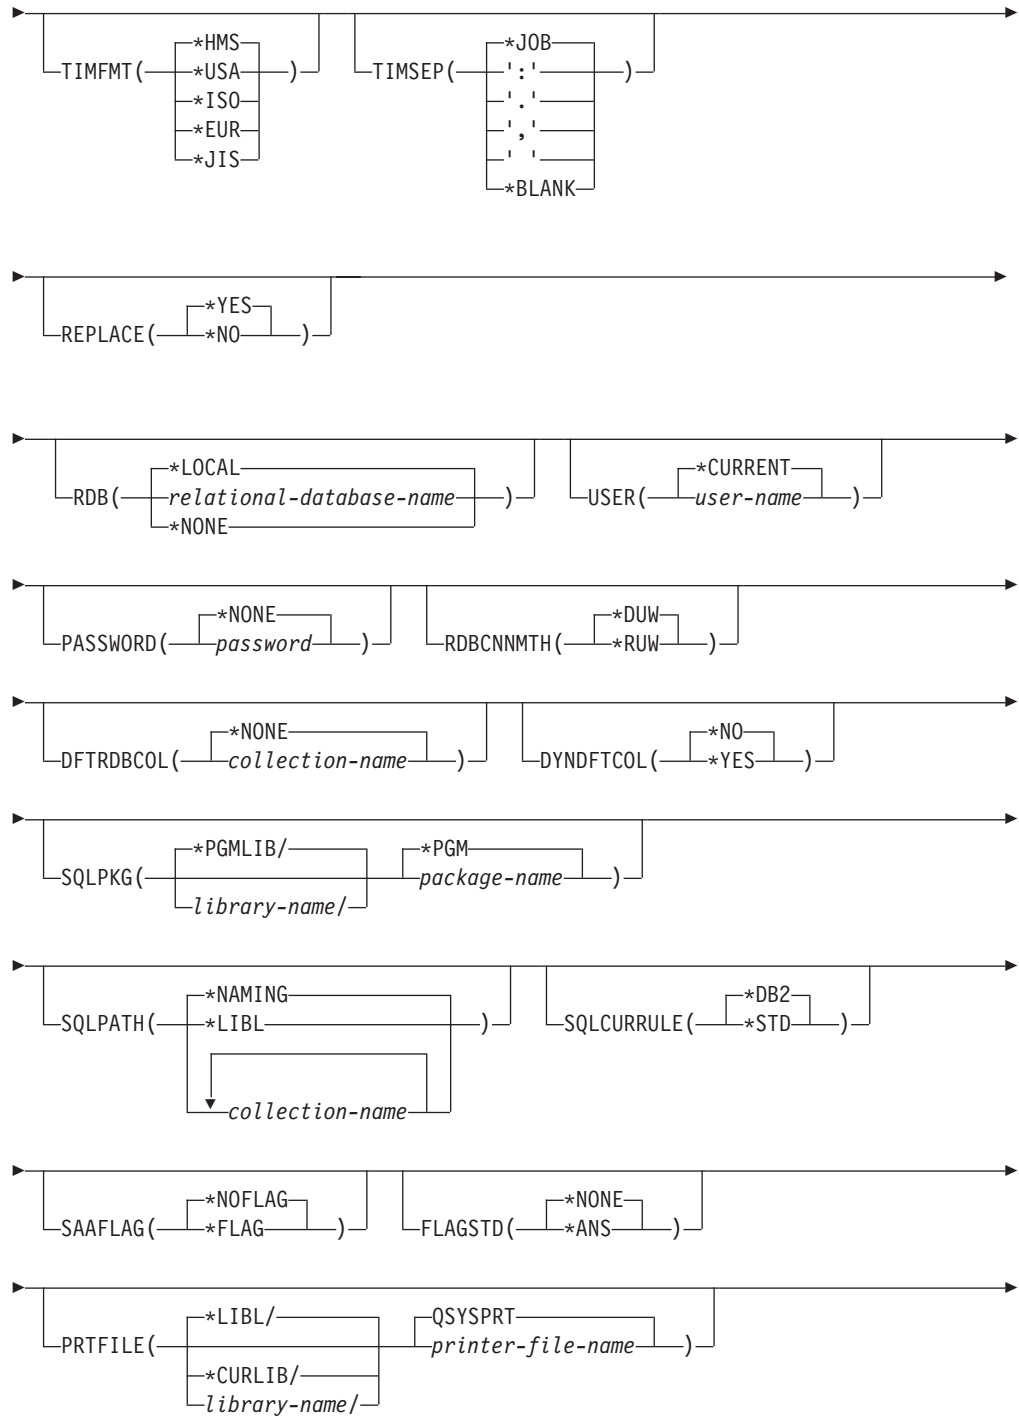 *HMS *JOB
TIMFMT( *USA ) TIMSEP( ':' )
*ISO '.'
*EUR ','
*JIS ' '
*BLANK
*YES
REPLACE( *NO )
*LOCAL *CURRENT
RDB( relational-database-name ) USER( user-name )
*NONE
*NONE *DUW
PASSWORD( password ) RDBCNNMTH( *RUW )
*NONE *NO
DFTRDBCOL( collection-name ) DYNDFTCOL( *YES )
*PGMLIB/ *PGM
SQLPKG( package-name )
library-name/
*NAMING *DB2
SQLPATH( *LIBL ) SQLCURRULE( *STD )
collection-name
*NOFLAG *NONE
SAAFLAG( *FLAG ) FLAGSTD( *ANS )
*LIBL/ QSYSPRT
PRTFILE( printer-file-name )
*CURLIB/
library-name/